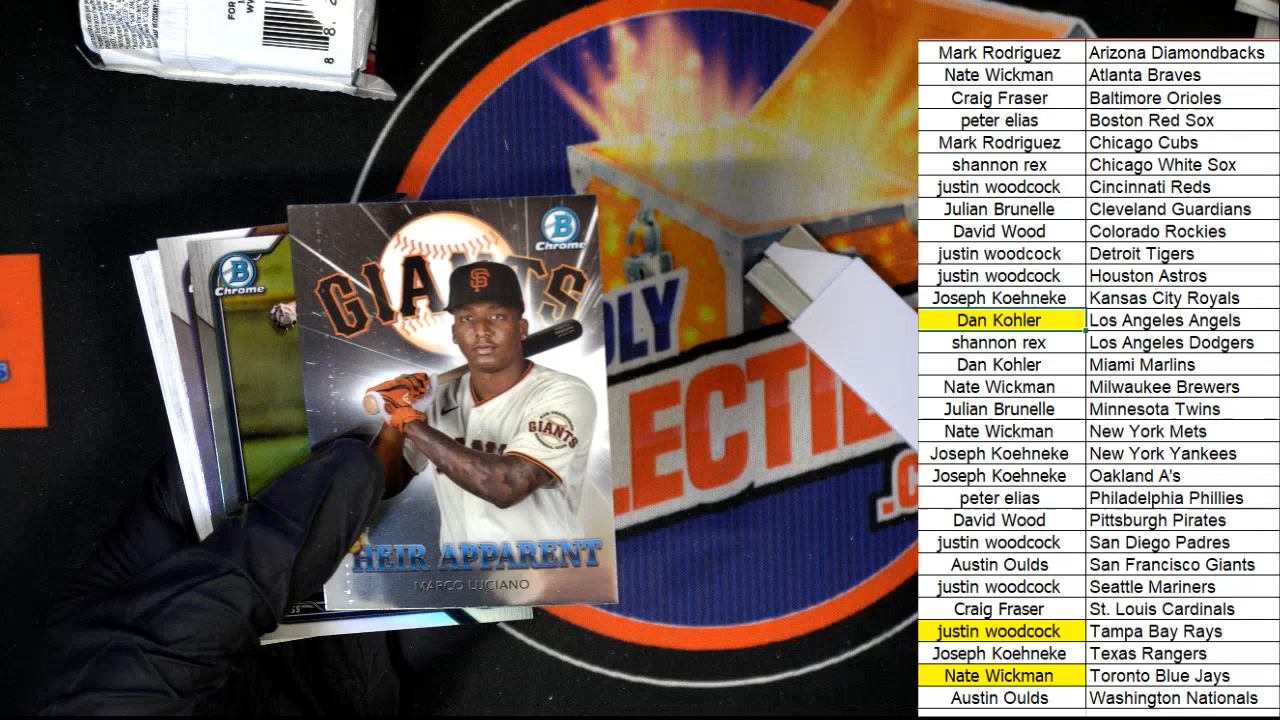 FOR
8 8
B
Chrome
GIANTS
SF
B
Chrome
GIANTS
HEIR APPARENT
MARCO LUCIANO
SS
OLY
LECTI
.C
Mark Rodriguez Arizona Diamondbacks
Nate Wickman Atlanta Braves
Craig Fraser Baltimore Orioles
peter elias Boston Red Sox
Mark Rodriguez Chicago Cubs
shannon rex Chicago White Sox
justin woodcock Cincinnati Reds
Julian Brunelle Cleveland Guardians
David Wood Colorado Rockies
justin woodcock Detroit Tigers
justin woodcock Houston Astros
Joseph Koehneke Kansas City Royals
Dan Kohler Los Angeles Angels
shannon rex Los Angeles Dodgers
Dan Kohler Miami Marlins
Nate Wickman Milwaukee Brewers
Julian Brunelle Minnesota Twins
Nate Wickman New York Mets
Joseph Koehneke New York Yankees
Joseph Koehneke Oakland A's
peter elias Philadelphia Phillies
David Wood Pittsburgh Pirates
justin woodcock San Diego Padres
Austin Oulds San Francisco Giants
justin woodcock Seattle Mariners
Craig Fraser St. Louis Cardinals
justin woodcock Tampa Bay Rays
Joseph Koehneke Texas Rangers
Nate Wickman Toronto Blue Jays
Austin Oulds Washington Nationals